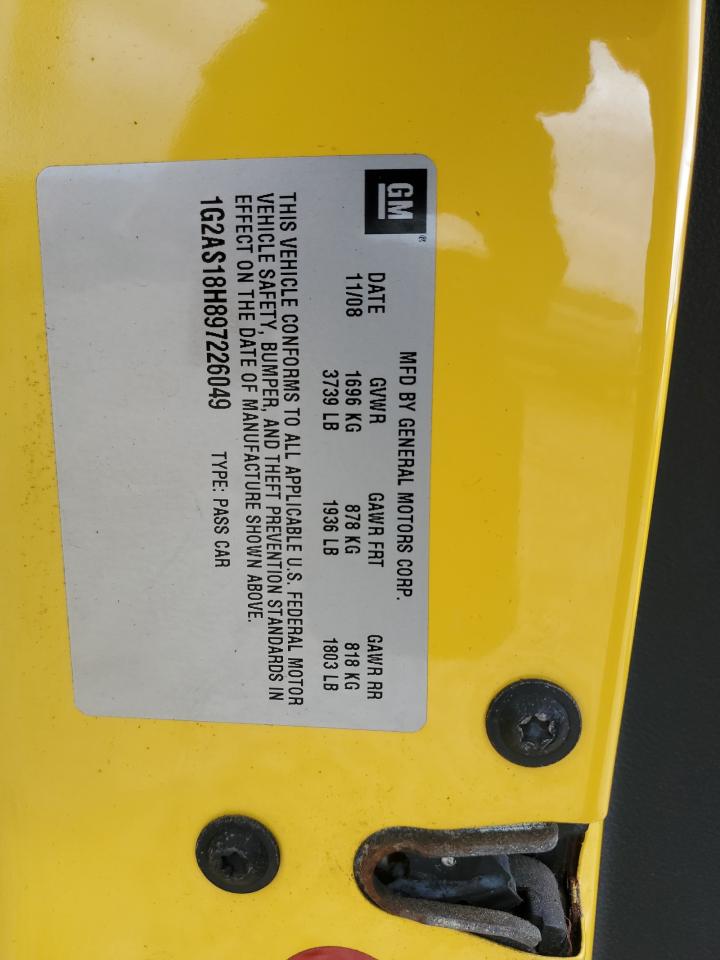 GM
MFD BY GENERAL MOTORS CORP.
DATE GVWR GAWR FRT GAWR RR
11/08 1696 KG 878 KG 818 KG
3739 LB 1936 LB 1803 LB
THIS VEHICLE CONFORMS TO ALL APPLICABLE U.S. FEDERAL MOTOR
VEHICLE SAFETY, BUMPER, AND THEFT PREVENTION STANDARDS IN
EFFECT ON THE DATE OF MANUFACTURE SHOWN ABOVE.
1G2AS18H897226049 TYPE: PASS CAR